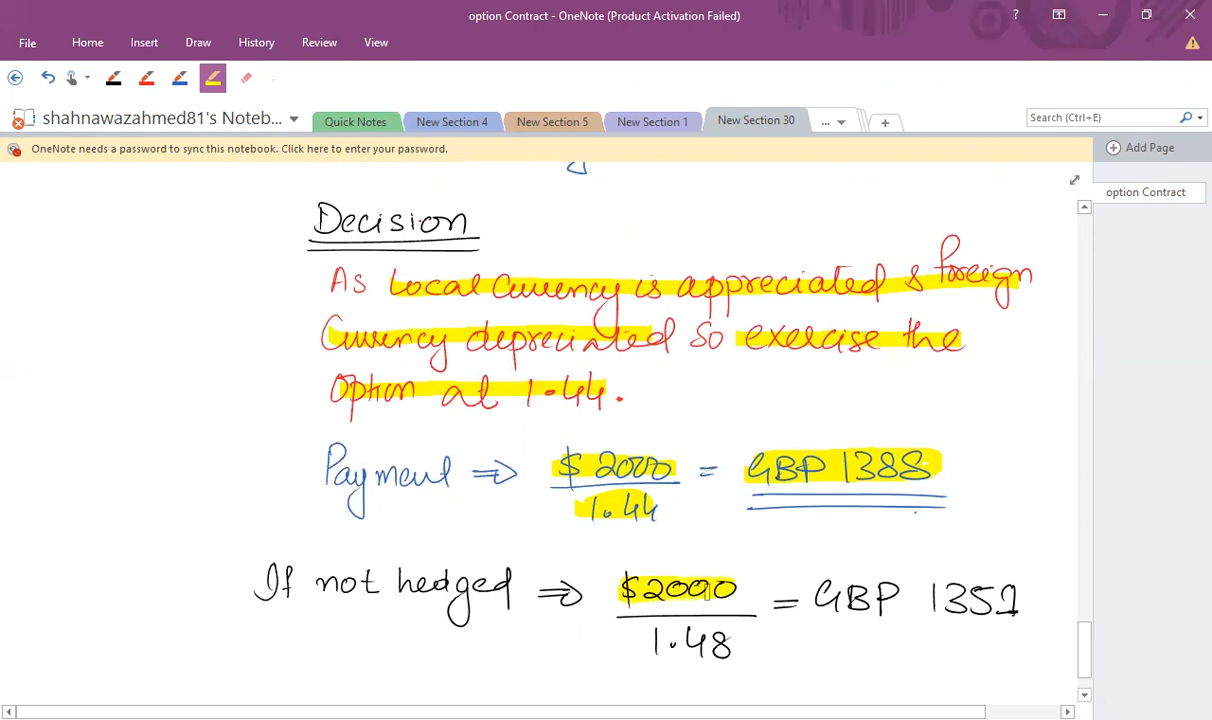 option Contract - OneNote (Product Activation Failed)
File Home Insert Draw History Review View
shahnawazahmed81's Noteb... Quick Notes New Section 4 New Section 5 New Section 1 New Section 30 ... Search (Ctrl+E)
OneNote needs a password to sync this notebook. Click here to enter your password.
Add Page
option Contract
Decision
As Local Currency is appreciated & foreign
Currency depreciated so exercise the
Option at 1.44.
Payment ⇒ $ 2000 / 1.44 = GBP 1388
If not hedged ⇒ $2000 / 1.48 = GBP 1351